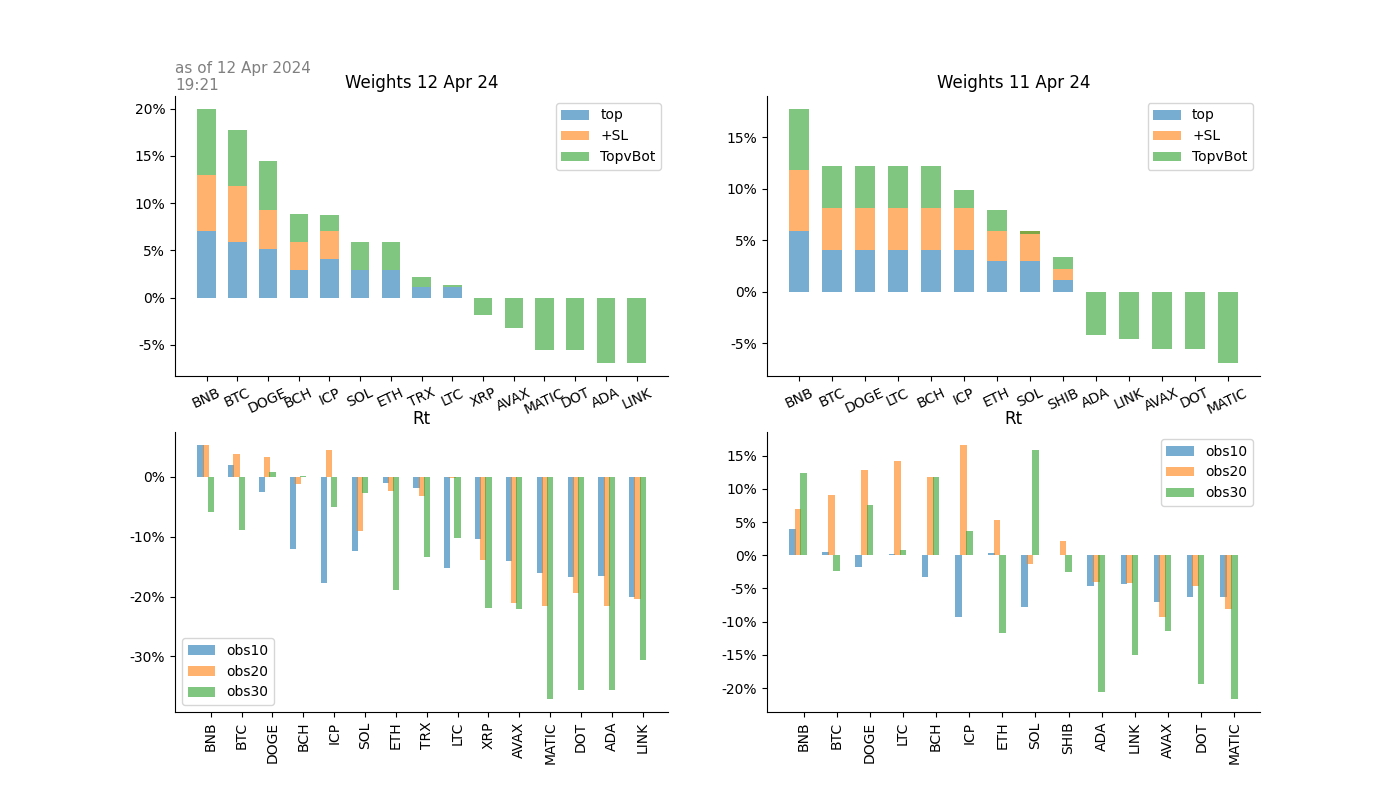 as of 12 Apr 2024
19:21
Weights 12 Apr 24
20%
15%
10%
5%
0%
-5%
top
+SL
TopvBot
BNB BTC DOGE BCH ICP SOL ETH TRX LTC XRP AVAX MATIC DOT ADA LINK
Weights 11 Apr 24
15%
10%
5%
0%
-5%
top
+SL
TopvBot
BNB BTC DOGE LTC BCH ICP ETH SOL SHIB ADA LINK AVAX DOT MATIC
Rt
0%
-10%
-20%
-30%
obs10
obs20
obs30
BNB BTC DOGE BCH ICP SOL ETH TRX LTC XRP AVAX MATIC DOT ADA LINK
Rt
15%
10%
5%
0%
-5%
-10%
-15%
-20%
obs10
obs20
obs30
BNB BTC DOGE LTC BCH ICP ETH SOL SHIB ADA LINK AVAX DOT MATIC